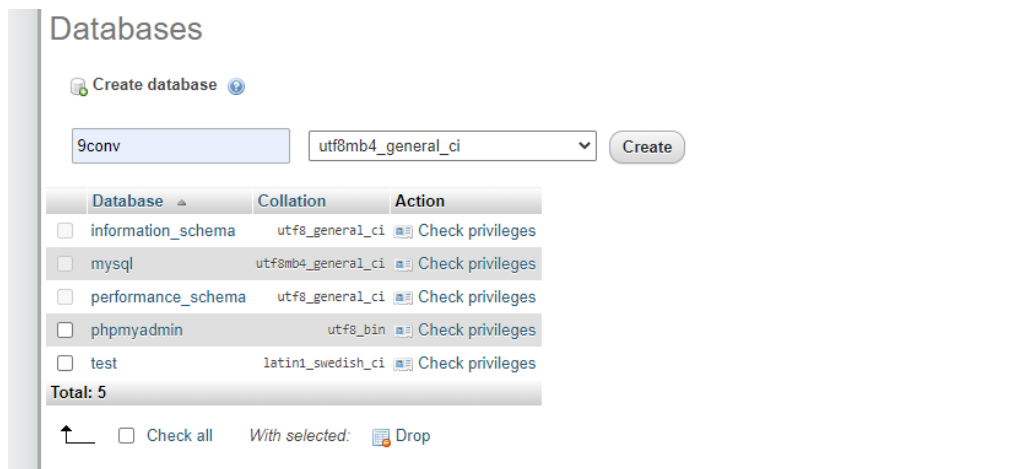 Databases
Create database
9conv utf8mb4_general_ci Create
Database Collation Action
information_schema utf8_general_ci Check privileges
mysql utf8mb4_general_ci Check privileges
performance_schema utf8_general_ci Check privileges
phpmyadmin utf8_bin Check privileges
test latin1_swedish_ci Check privileges
Total: 5
Check all With selected: Drop